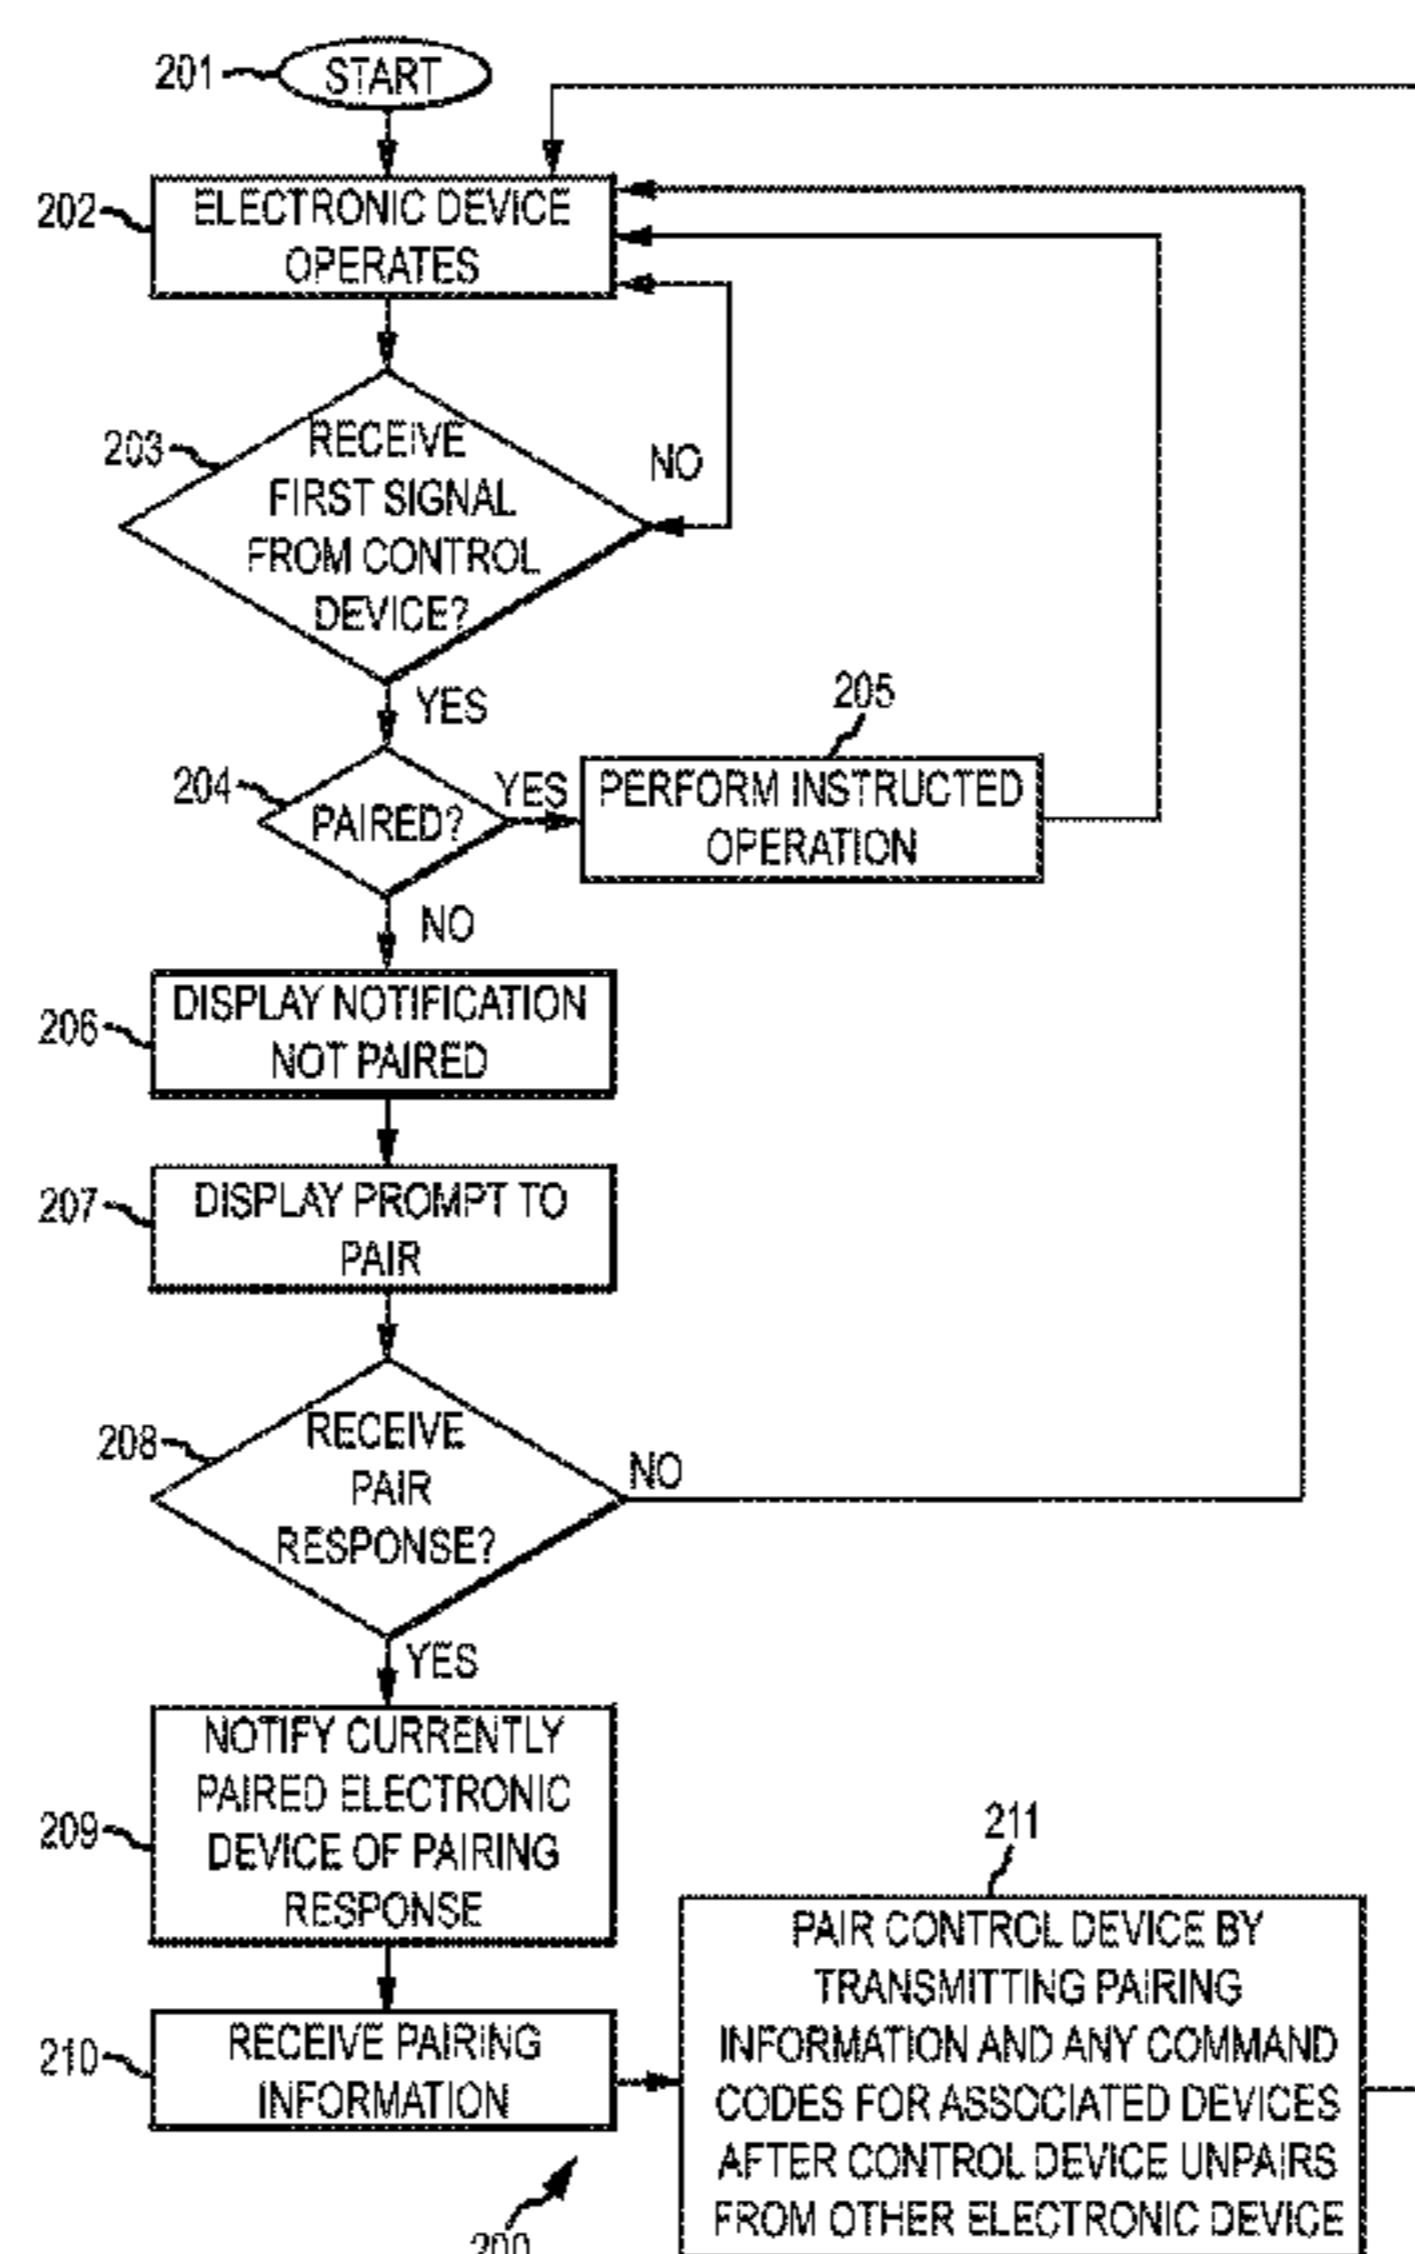 201
START
202
ELECTRONIC DEVICE
OPERATES
203
RECEIVE
FIRST SIGNAL
FROM CONTROL
DEVICE?
NO
YES
204
PAIRED?
YES
205
PERFORM INSTRUCTED
OPERATION
NO
206
DISPLAY NOTIFICATION
NOT PAIRED
207
DISPLAY PROMPT TO
PAIR
208
RECEIVE
PAIR
RESPONSE?
NO
YES
209
NOTIFY CURRENTLY
PAIRED ELECTRONIC
DEVICE OF PAIRING
RESPONSE
210
RECEIVE PAIRING
INFORMATION
211
PAIR CONTROL DEVICE BY
TRANSMITTING PAIRING
INFORMATION AND ANY COMMAND
CODES FOR ASSOCIATED DEVICES
AFTER CONTROL DEVICE UNPAIRS
FROM OTHER ELECTRONIC DEVICE
200